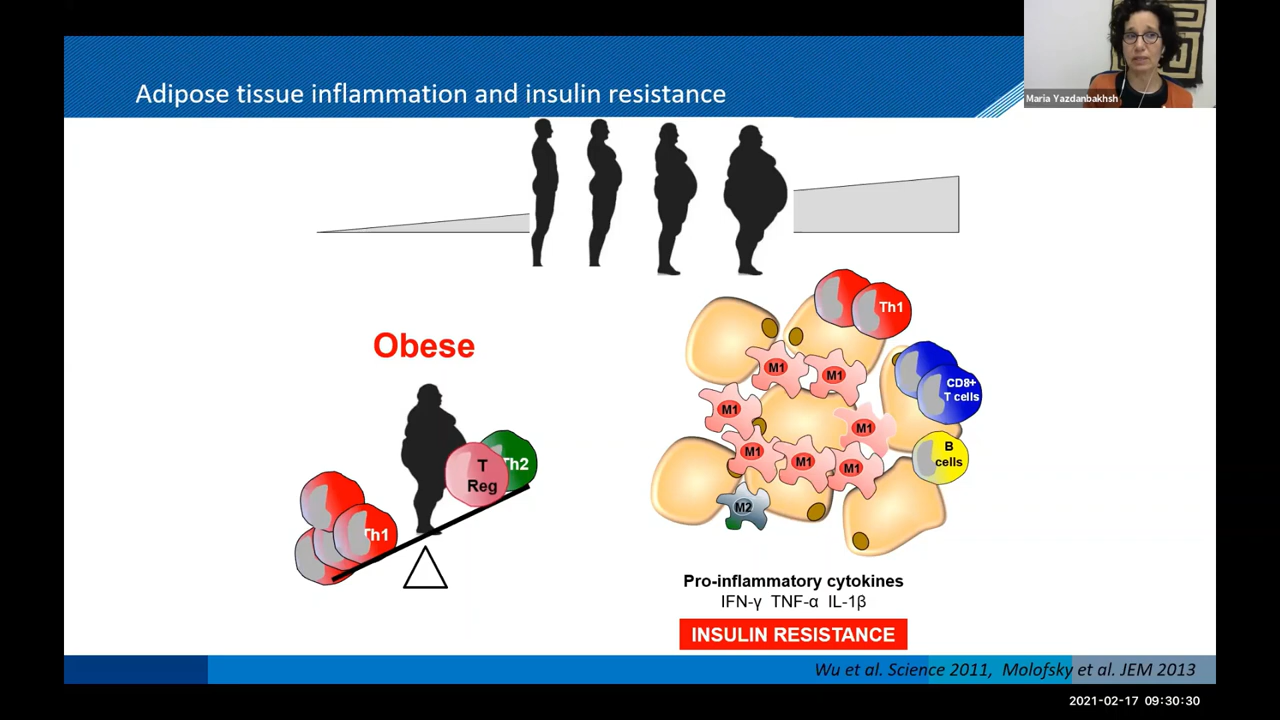 Maria Yazdanbakhsh
Adipose tissue inflammation and insulin resistance
Obese
T
Reg
Th2
Th1
Th1
M1
M1
CD8+
T cells
M1
M1
B
cells
M1
M1
M1
M2
Pro-inflammatory cytokines
IFN-γ TNF-α IL-1β
INSULIN RESISTANCE
Wu et al. Science 2011, Molofsky et al. JEM 2013
2021-02-17 09:30:30